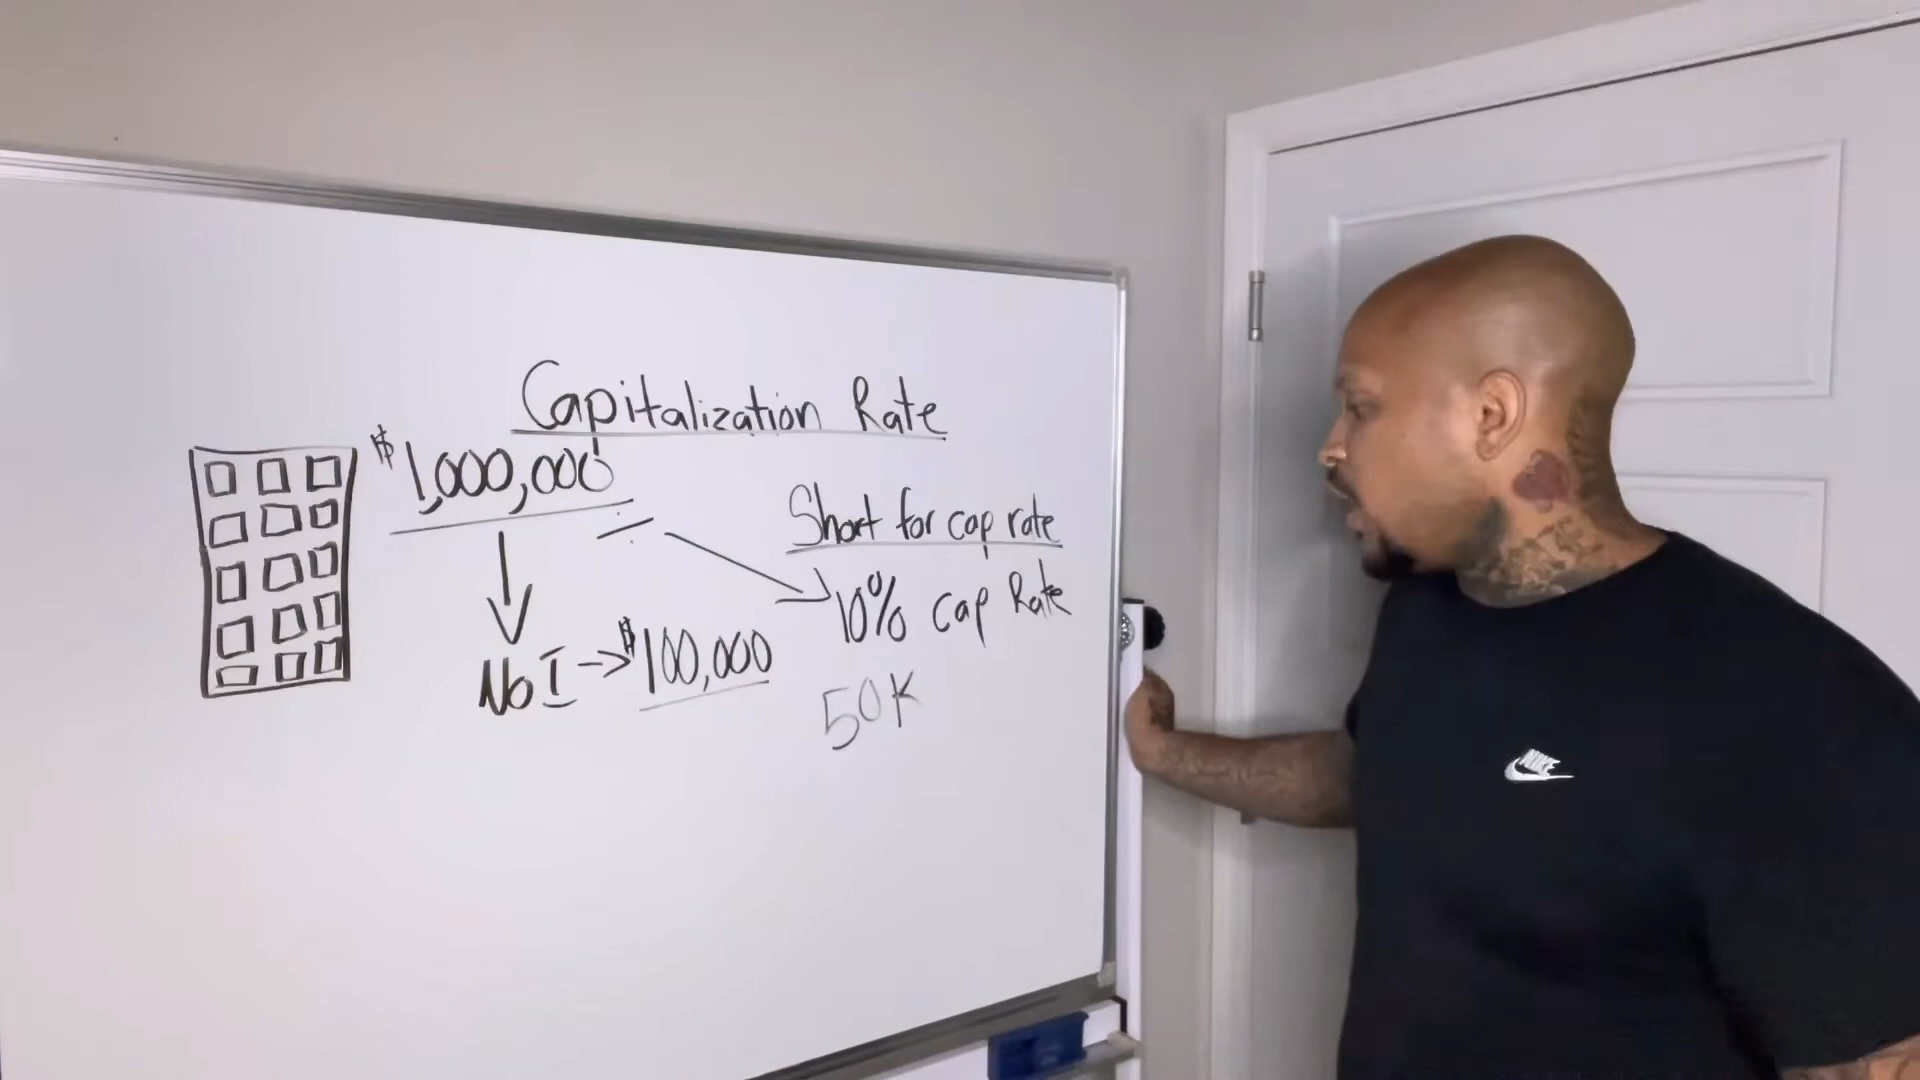 Capitalization Rate
$1,000,000
÷
Short for cap rate
10% cap Rate
NOI → $100,000
50K
NIKE